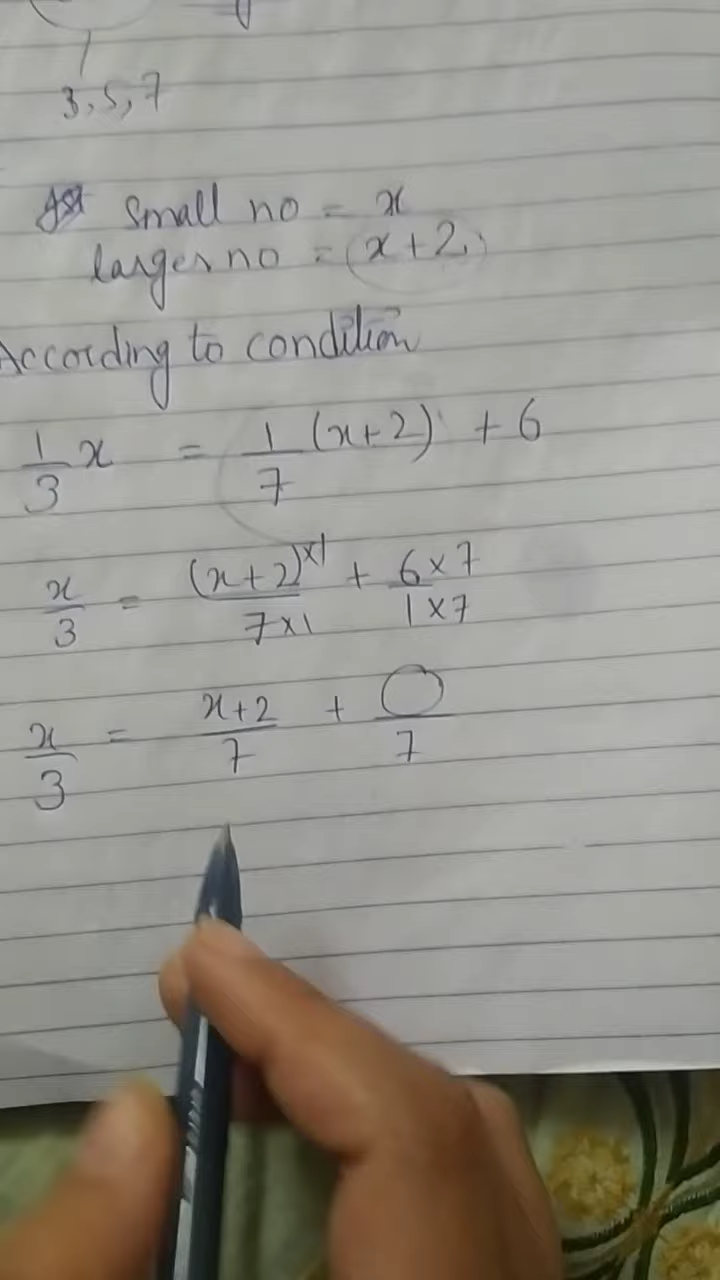 3, 5, 7
small no = x
larger no = (x+2)
According to condition
1/3 x = 1/7 (x+2) + 6
x/3 = (x+2)×1/7×1 + 6×7/1×7
x/3 = x+2/7 + ◯/7